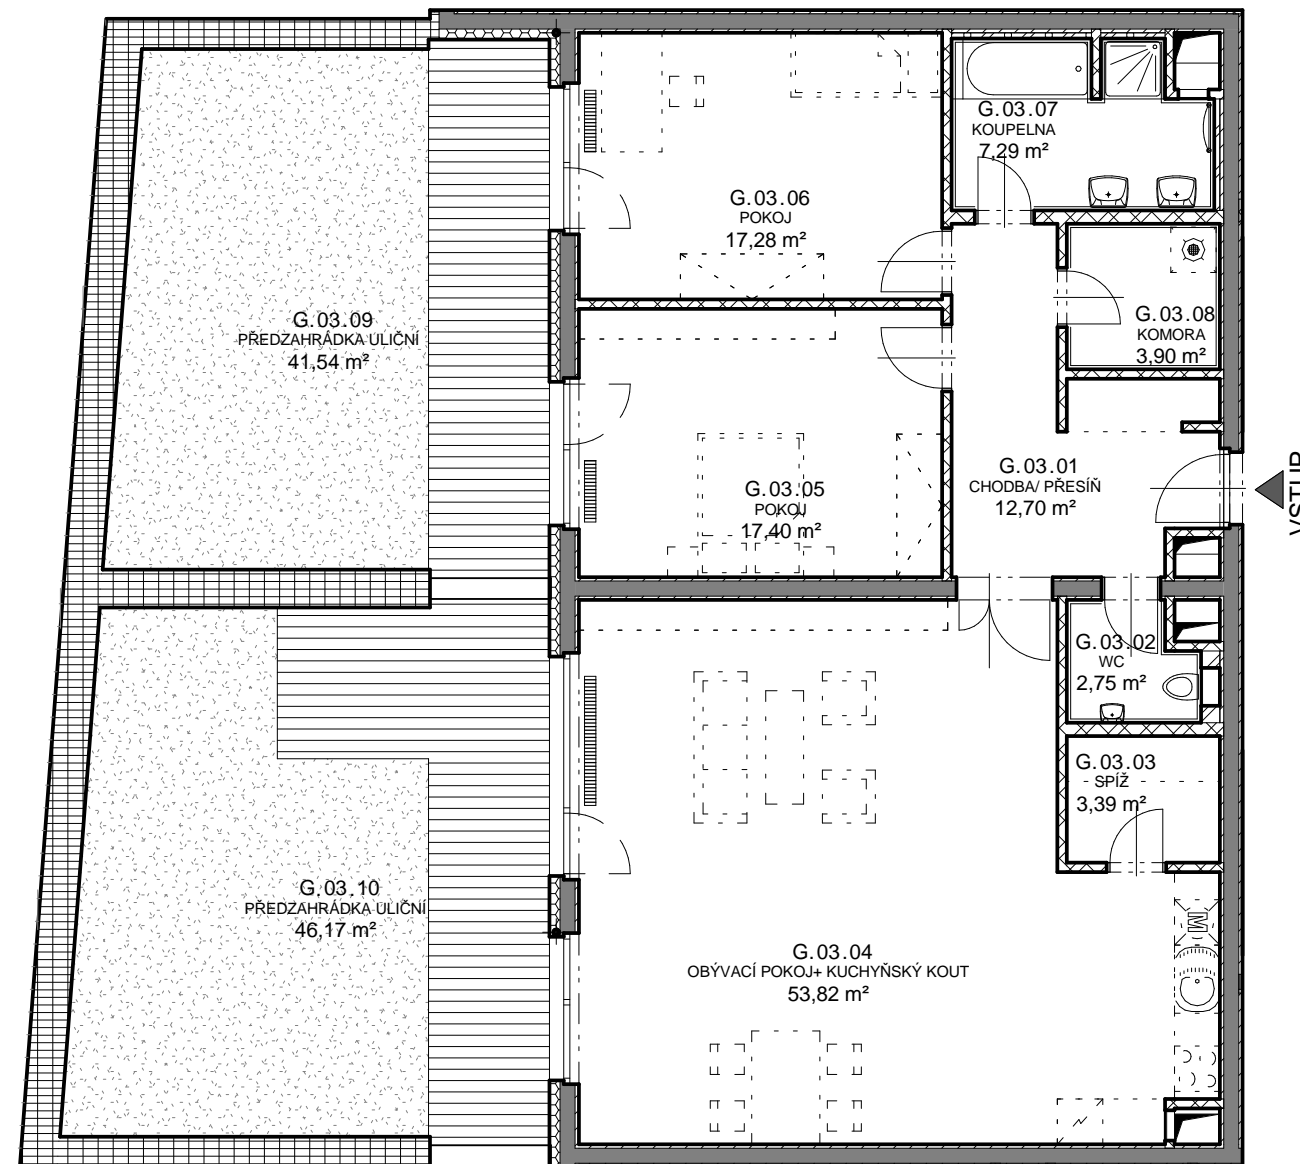 G.03.07
KOUPELNA
7,29 m²
G.03.06
POKOJ
17,28 m²
G.03.08
KOMORA
3,90 m²
G.03.09
PŘEDZAHRÁDKA ULIČNÍ
41,54 m²
G.03.05
POKOJ
17,40 m²
G.03.01
CHODBA/ PŘESÍŇ
12,70 m²
VSTUP
G.03.02
WC
2,75 m²
G.03.03
SPÍŽ
3,39 m²
G.03.10
PŘEDZAHRÁDKA ULIČNÍ
46,17 m²
M
G.03.04
OBÝVACÍ POKOJ+ KUCHYŇSKÝ KOUT
53,82 m²